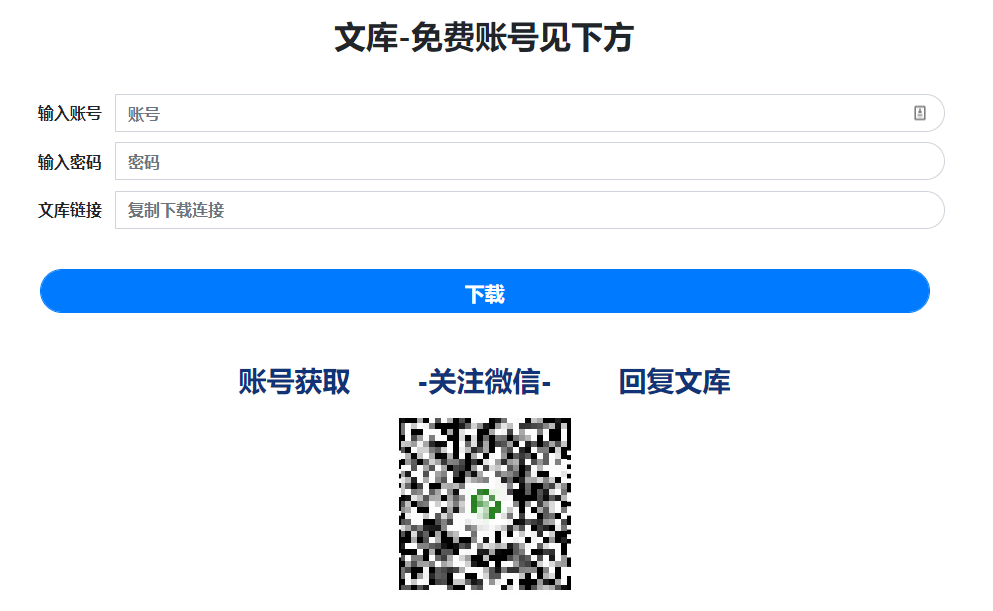 文库-免费账号见下方
输入账号 账号
输入密码 密码
文库链接 复制下载连接
下载
账号获取 -关注微信- 回复文库